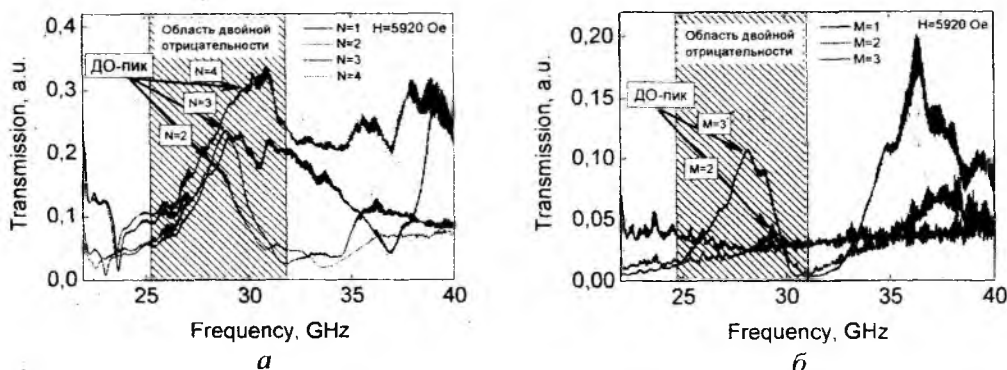 0,4
0,3
0,2
0,1
0,0
Transmission, a.u.
Область двойной
отрицательности
ДО-пик
N=4
N=3
N=2
N=1
N=2
N=3
N=4
H=5920 Oe
25
30
35
40
Frequency, GHz
а
0,20
0,15
0,10
0,05
0,00
Transmission, a.u.
Область двойной
отрицательности
ДО-пик
M=3
M=2
M=1
M=2
M=3
H=5920 Oe
25
30
35
40
Frequency, GHz
б